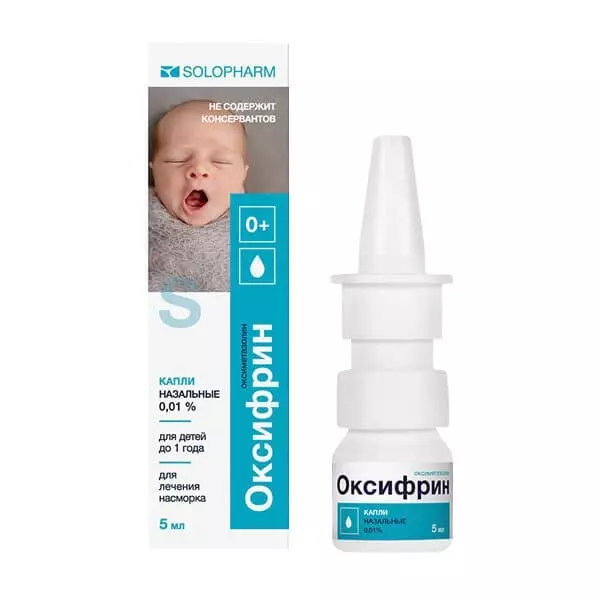 SOLOPHARM
НЕ СОДЕРЖИТ
КОНСЕРВАНТОВ
0+
S
Оксифрин
оксиметазолин
КАПЛИ
НАЗАЛЬНЫЕ
0,01 %
для детей
до 1 года
для
лечения
насморка
5 мл
оксиметазолин
Оксифрин
КАПЛИ
НАЗАЛЬНЫЕ
0,01%
5 мл